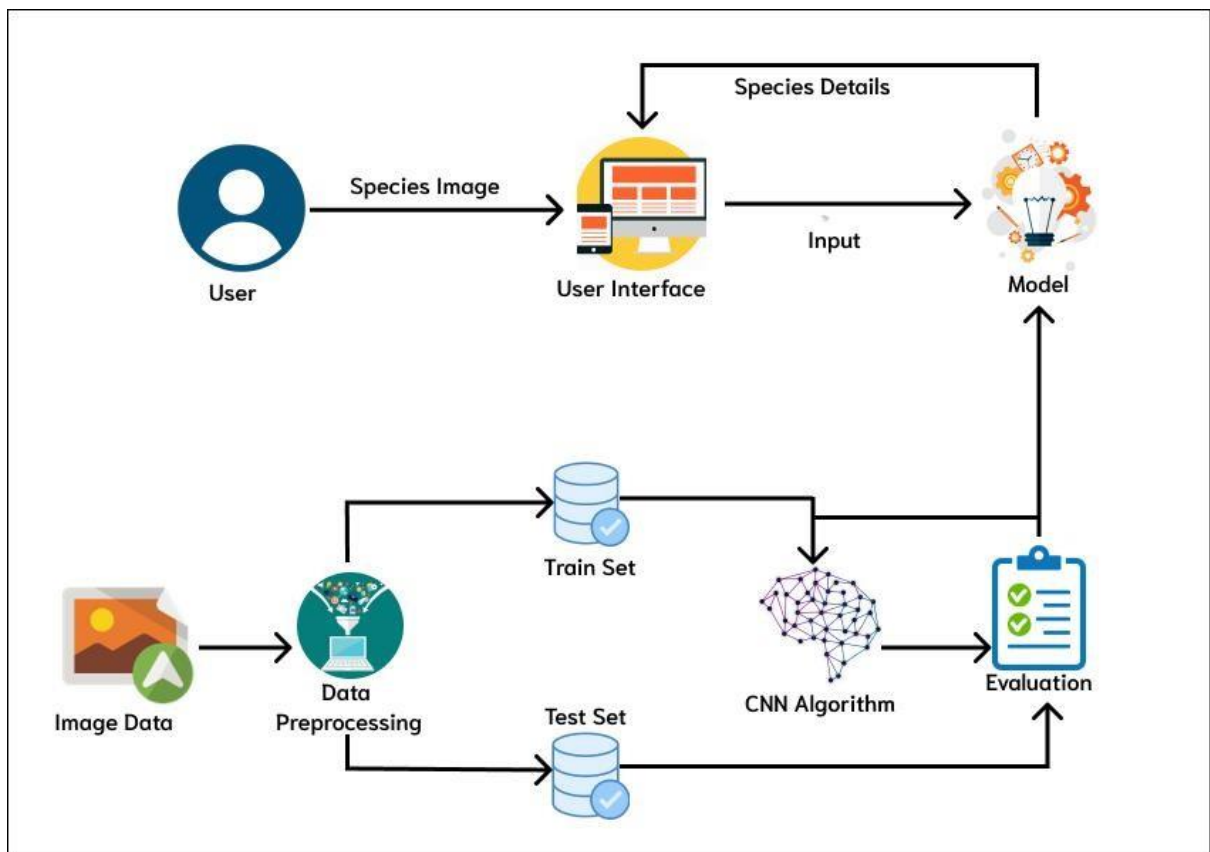 Species Details
Species Image
Input
User
User Interface
Model
Train Set
Image Data
Data
Preprocessing
Test Set
CNN Algorithm
Evaluation